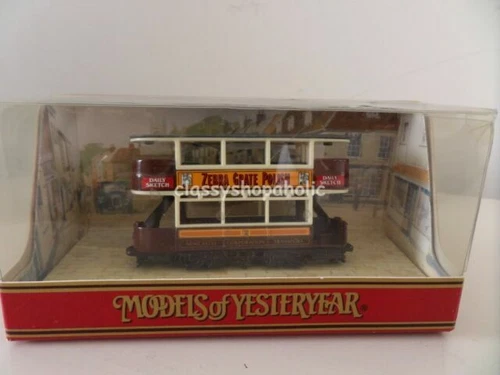 ZEBRA GRATE POLISH
DAILY SKETCH
DAILY SKETCH
classyshopaholic
MODELS of YESTERYEAR®